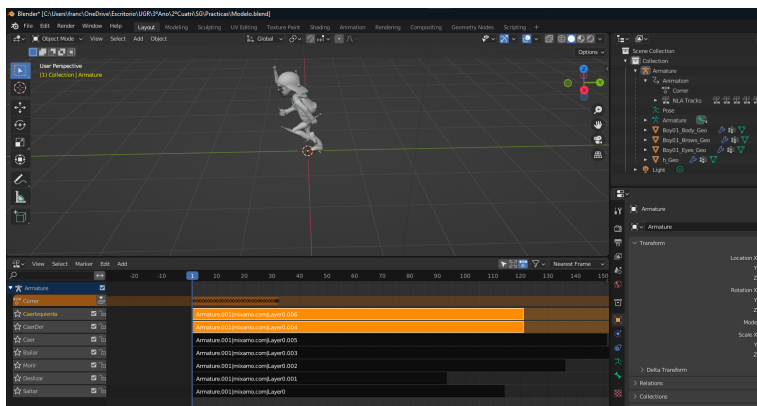 Blender* [C:\Users\franc\OneDrive\Escritorio\UGR\3ºAno\2ºCuatri\SG\Practicas\Modelo.blend]
File Edit Render Window Help Layout Modeling Sculpting UV Editing Texture Paint Shading Animation Rendering Compositing Geometry Nodes Scripting +
Object Mode View Select Add Object Global
Options
User Perspective
(1) Collection | Armature
Z
Scene Collection
Collection
Armature
Animation
Correr
NLA Tracks
Pose
Armature
Boy01_Body_Geo
Boy01_Brows_Geo
Boy01_Eyes_Geo
h_Geo
Light
Armature
Armature
Transform
Location X
Y
Z
Rotation X
Y
Z
Mode
Scale X
Y
Z
Delta Transform
Relations
Collections
View Select Marker Edit Add Nearest Frame
-20 -10 1 10 20 30 40 50 60 70 80 90 100 110 120 130 140 150
Armature
Correr
CaerIzquierda Armature.001|mixamo.com|Layer0.006
CaerDer Armature.001|mixamo.com|Layer0.004
Caer Armature.001|mixamo.com|Layer0.005
Bailar Armature.001|mixamo.com|Layer0.003
Morir Armature.001|mixamo.com|Layer0.002
Deslizar Armature.001|mixamo.com|Layer0.001
Saltar Armature.001|mixamo.com|Layer0